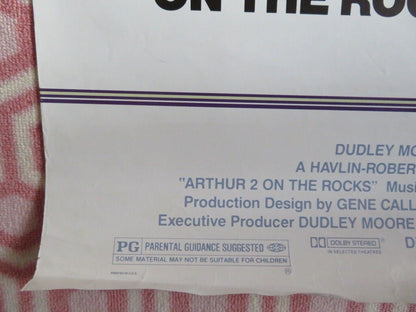 ON THE ROC
DUDLEY MO
A HAVLIN-ROBER
"ARTHUR 2 ON THE ROCKS" Musi
Production Design by GENE CALL
Executive Producer DUDLEY MOORE
PG PARENTAL GUIDANCE SUGGESTED
SOME MATERIAL MAY NOT BE SUITABLE FOR CHILDREN
DOLBY STEREO D
IN SELECTED THEATRES